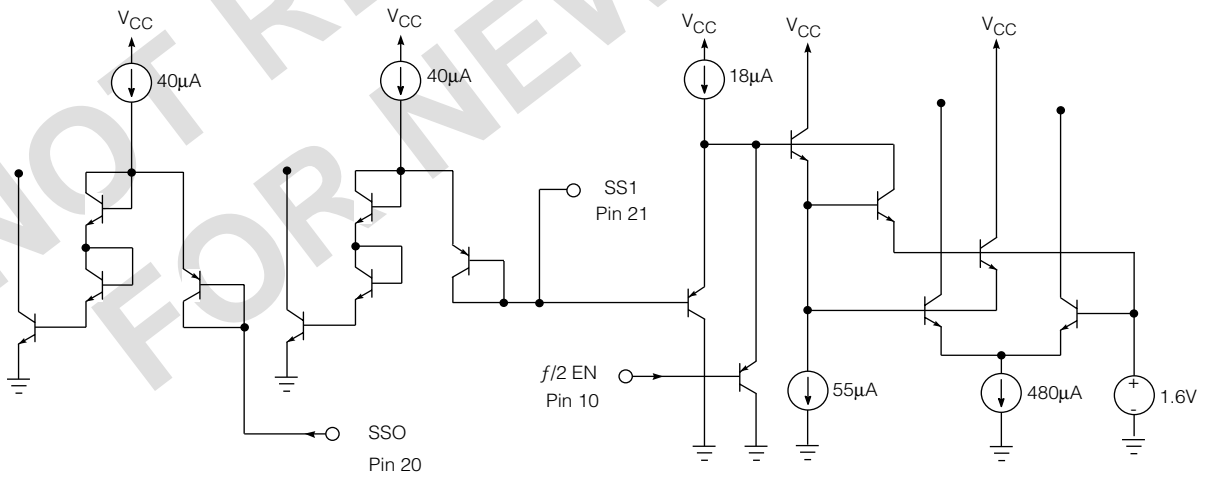 NOT R
FOR NEW
VCC
VCC
VCC
VCC
VCC
40µA
40µA
18µA
SS1
Pin 21
ƒ/2 EN
Pin 10
55µA
480µA
+
-
1.6V
SSO
Pin 20